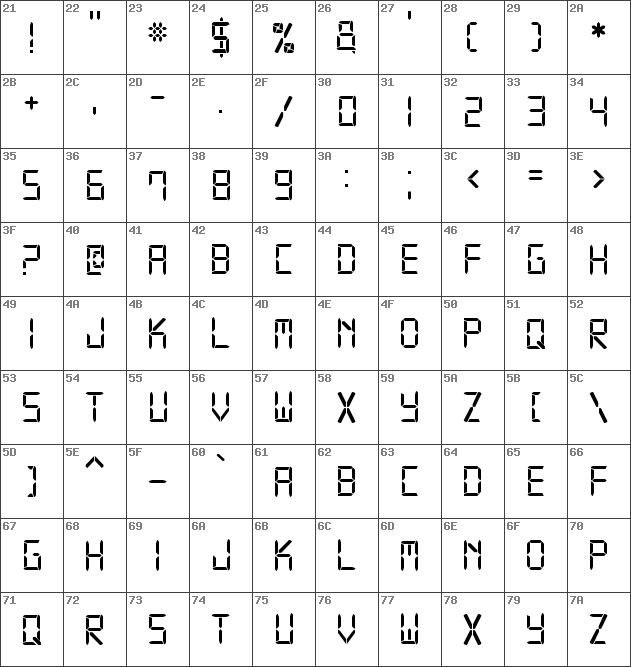 21 22 23 24 25 26 27 28 29 2A
! " # $ % & ' ( ) *
2B 2C 2D 2E 2F 30 31 32 33 34
+ , - . / 0 1 2 3 4
35 36 37 38 39 3A 3B 3C 3D 3E
5 6 7 8 9 : ; < = >
3F 40 41 42 43 44 45 46 47 48
? @ A B C D E F G H
49 4A 4B 4C 4D 4E 4F 50 51 52
I J K L M N O P Q R
53 54 55 56 57 58 59 5A 5B 5C
S T U V W X Y Z [ \
5D 5E 5F 60 61 62 63 64 65 66
] ^ _ ` A B C D E F
67 68 69 6A 6B 6C 6D 6E 6F 70
G H I J K L M N O P
71 72 73 74 75 76 77 78 79 7A
Q R S T U V W X Y Z